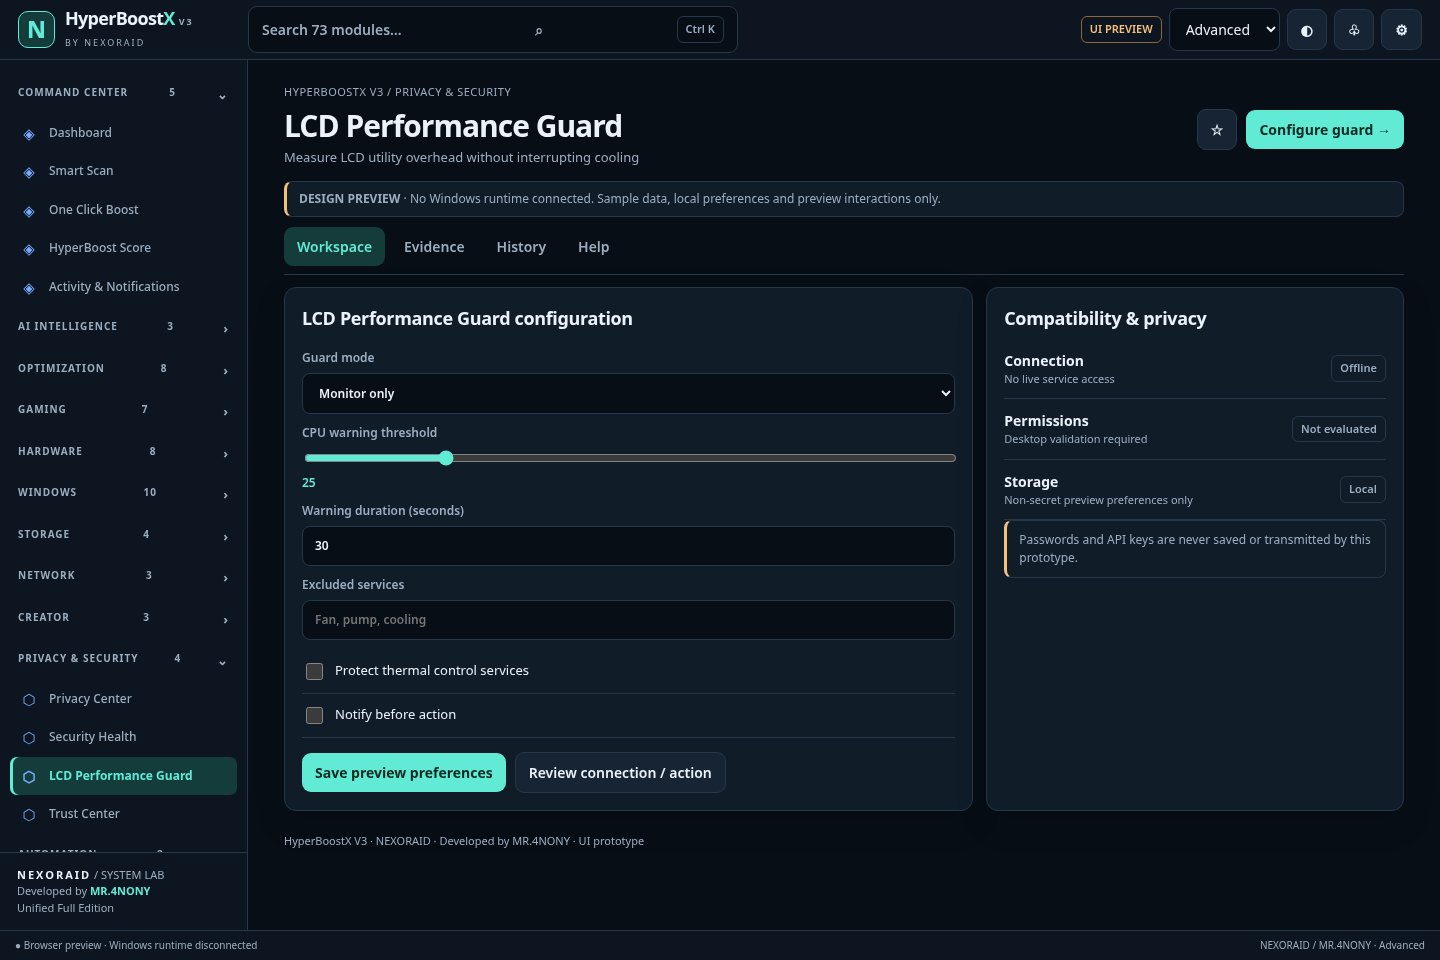 N
HyperBoostX V3
BY NEXORAID
Search 73 modules...
Ctrl K
UI PREVIEW
Advanced
COMMAND CENTER 5
Dashboard
Smart Scan
One Click Boost
HyperBoost Score
Activity & Notifications
AI INTELLIGENCE 3
OPTIMIZATION 8
GAMING 7
HARDWARE 8
WINDOWS 10
STORAGE 4
NETWORK 3
CREATOR 3
PRIVACY & SECURITY 4
Privacy Center
Security Health
LCD Performance Guard
Trust Center
NEXORAID / SYSTEM LAB
Developed by MR.4NONY
Unified Full Edition
HYPERBOOSTX V3 / PRIVACY & SECURITY
LCD Performance Guard
Measure LCD utility overhead without interrupting cooling
Configure guard →
DESIGN PREVIEW · No Windows runtime connected. Sample data, local preferences and preview interactions only.
Workspace Evidence History Help
LCD Performance Guard configuration
Guard mode
Monitor only
CPU warning threshold
25
Warning duration (seconds)
30
Excluded services
Fan, pump, cooling
Protect thermal control services
Notify before action
Save preview preferences
Review connection / action
Compatibility & privacy
Connection
No live service access
Offline
Permissions
Desktop validation required
Not evaluated
Storage
Non-secret preview preferences only
Local
Passwords and API keys are never saved or transmitted by this
prototype.
HyperBoostX V3 · NEXORAID · Developed by MR.4NONY · UI prototype
● Browser preview · Windows runtime disconnected
NEXORAID / MR.4NONY · Advanced